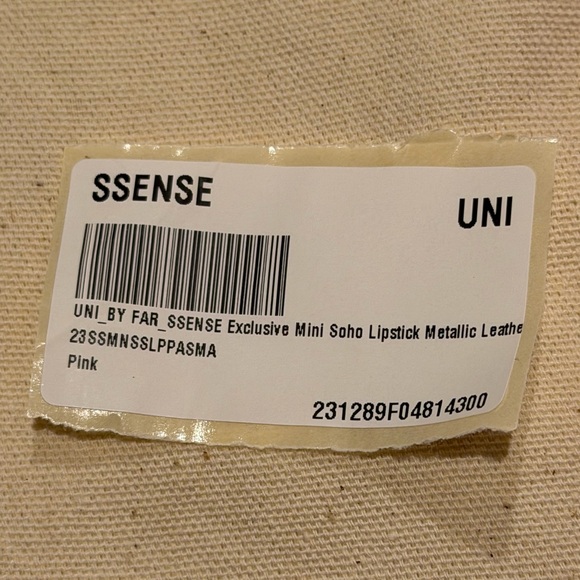 SSENSE
UNI
UNI_BY FAR_SSENSE Exclusive Mini Soho Lipstick Metallic Leathe
23SSMNSSLPPASMA
Pink
231289F04814300